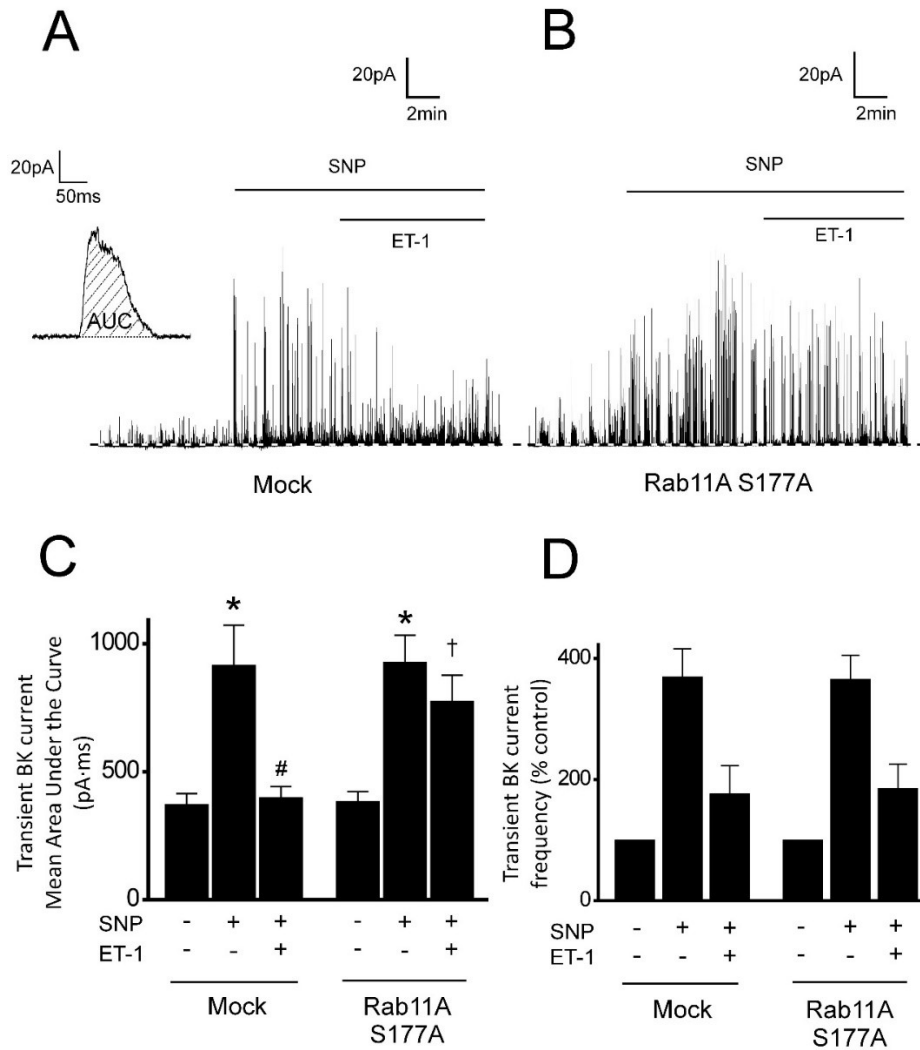 A
20pA
2min
20pA
50ms
AUC
SNP
ET-1
Mock
B
20pA
2min
SNP
ET-1
Rab11A S177A
C
Transient BK current
Mean Area Under the Curve
(pA·ms)
1000
500
0
*
#
*
†
SNP - + + - + +
ET-1 - - + - - +
Mock
Rab11A
S177A
D
Transient BK current
frequency (% control)
400
200
0
SNP - + + - + +
ET-1 - - + - - +
Mock
Rab11A
S177A